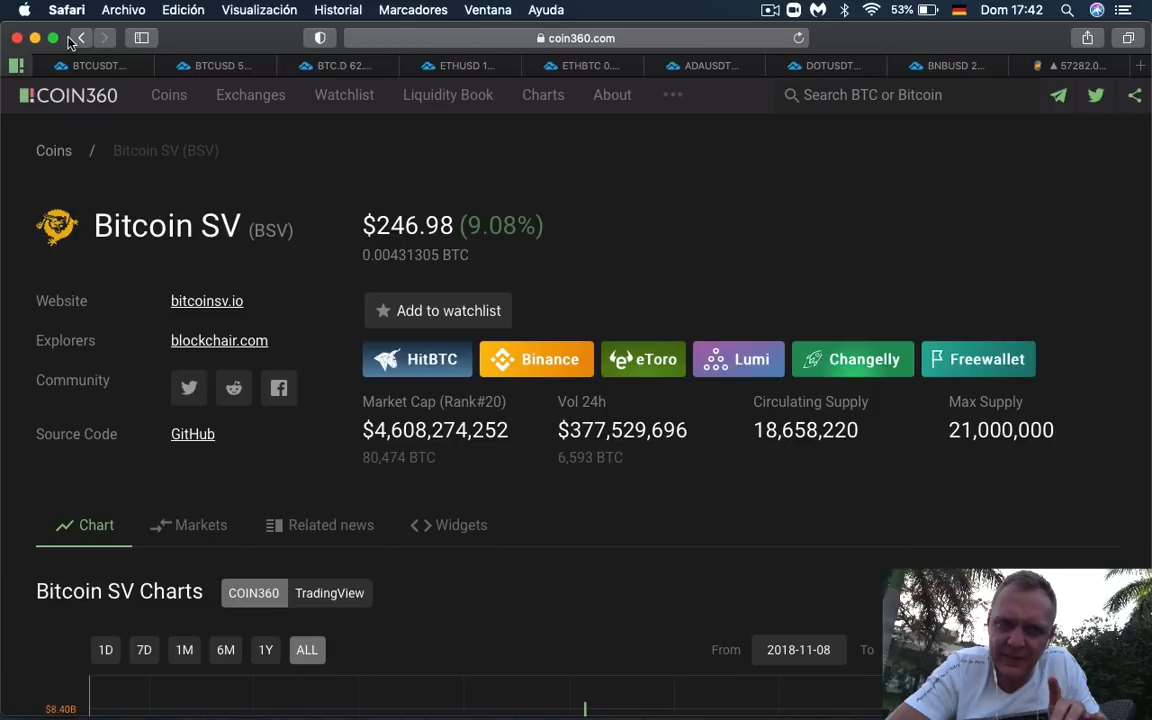 Safari Archivo Edición Visualización Historial Marcadores Ventana Ayuda 53% Dom 17:42
coin360.com
BTCUSDT... BTCUSD 5... BTC.D 62.... ETHUSD 1... ETHBTC 0.... ADAUSDT... DOTUSDT... BNBUSD 2... ▲ 57282.0...
COIN360 Coins Exchanges Watchlist Liquidity Book Charts About ••• Search BTC or Bitcoin
Coins / Bitcoin SV (BSV)
Bitcoin SV (BSV) $246.98 (9.08%)
0.00431305 BTC
Website bitcoinsv.io
Add to watchlist
Explorers blockchair.com
HitBTC Binance eToro Lumi Changelly Freewallet
Community
Market Cap (Rank#20) Vol 24h Circulating Supply Max Supply
Source Code GitHub
$4,608,274,252 $377,529,696 18,658,220 21,000,000
80,474 BTC 6,593 BTC
Chart Markets Related news Widgets
Bitcoin SV Charts COIN360 TradingView
1D 7D 1M 6M 1Y ALL From 2018-11-08 To
$8.40B